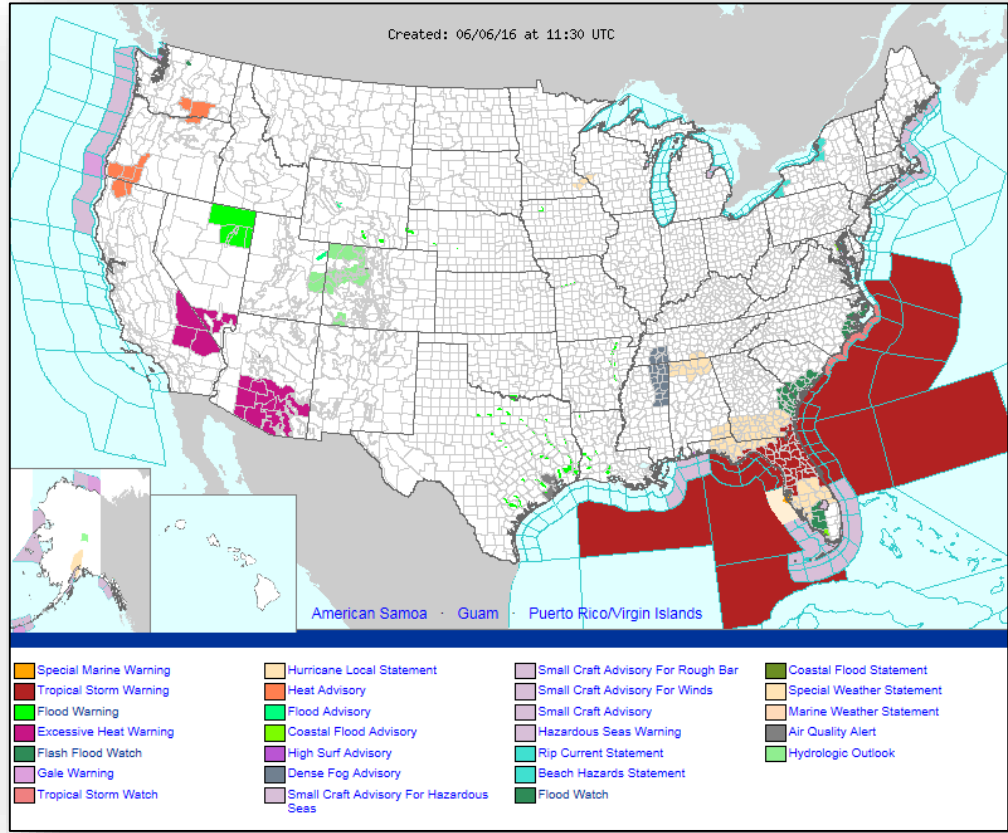 Created: 06/06/16 at 11:30 UTC
American Samoa · Guam · Puerto Rico/Virgin Islands
Special Marine Warning
Tropical Storm Warning
Flood Warning
Excessive Heat Warning
Flash Flood Watch
Gale Warning
Tropical Storm Watch
Hurricane Local Statement
Heat Advisory
Flood Advisory
Coastal Flood Advisory
High Surf Advisory
Dense Fog Advisory
Small Craft Advisory For Hazardous
Seas
Small Craft Advisory For Rough Bar
Small Craft Advisory For Winds
Small Craft Advisory
Hazardous Seas Warning
Rip Current Statement
Beach Hazards Statement
Flood Watch
Coastal Flood Statement
Special Weather Statement
Marine Weather Statement
Air Quality Alert
Hydrologic Outlook